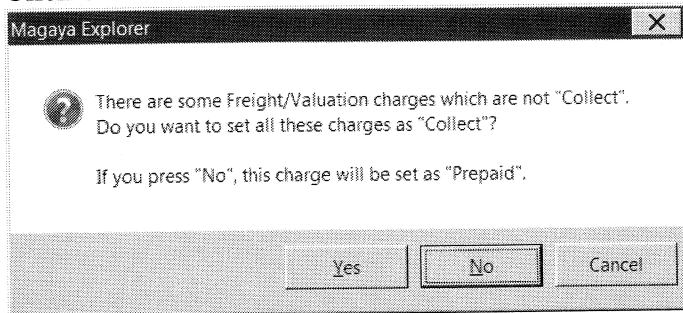 Magaya Explorer
There are some Freight/Valuation charges which are not "Collect".
Do you want to set all these charges as "Collect"?
If you press "No", this charge will be set as "Prepaid".
Yes No Cancel